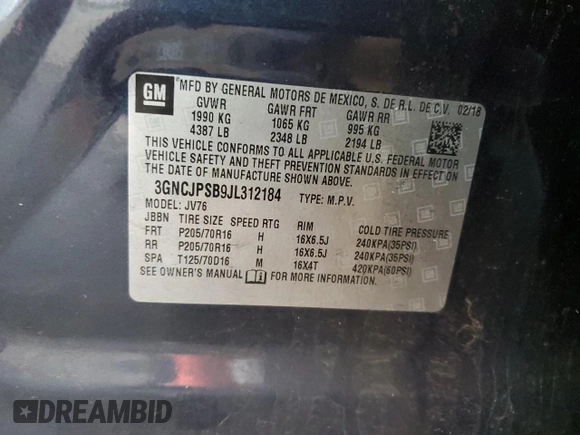 GM
*MFD BY GENERAL MOTORS DE MEXICO, S. DE R.L. DE C.V. 02/18
GVWR GAWR FRT GAWR RR
1990 KG 1065 KG 995 KG
4387 LB 2348 LB 2194 LB
THIS VEHICLE CONFORMS TO ALL APPLICABLE U.S. FEDERAL MOTOR
VEHICLE SAFETY AND THEFT PREVENTION STANDARDS IN EFFECT ON
THE DATE OF MANUFACTURE SHOWN ABOVE.
3GNCJPSB9JL312184 TYPE: M.P.V.
MODEL: JV76
JBBN TIRE SIZE SPEED RTG RIM COLD TIRE PRESSURE
FRT P205/70R16 H 16X6.5J 240KPA(35PSI)
RR P205/70R16 H 16X6.5J 240KPA(35PSI)
SPA T125/70D16 M 16X4T 420KPA(60PSI)
SEE OWNER'S MANUAL FOR MORE INFORMATION.
DREAMBID